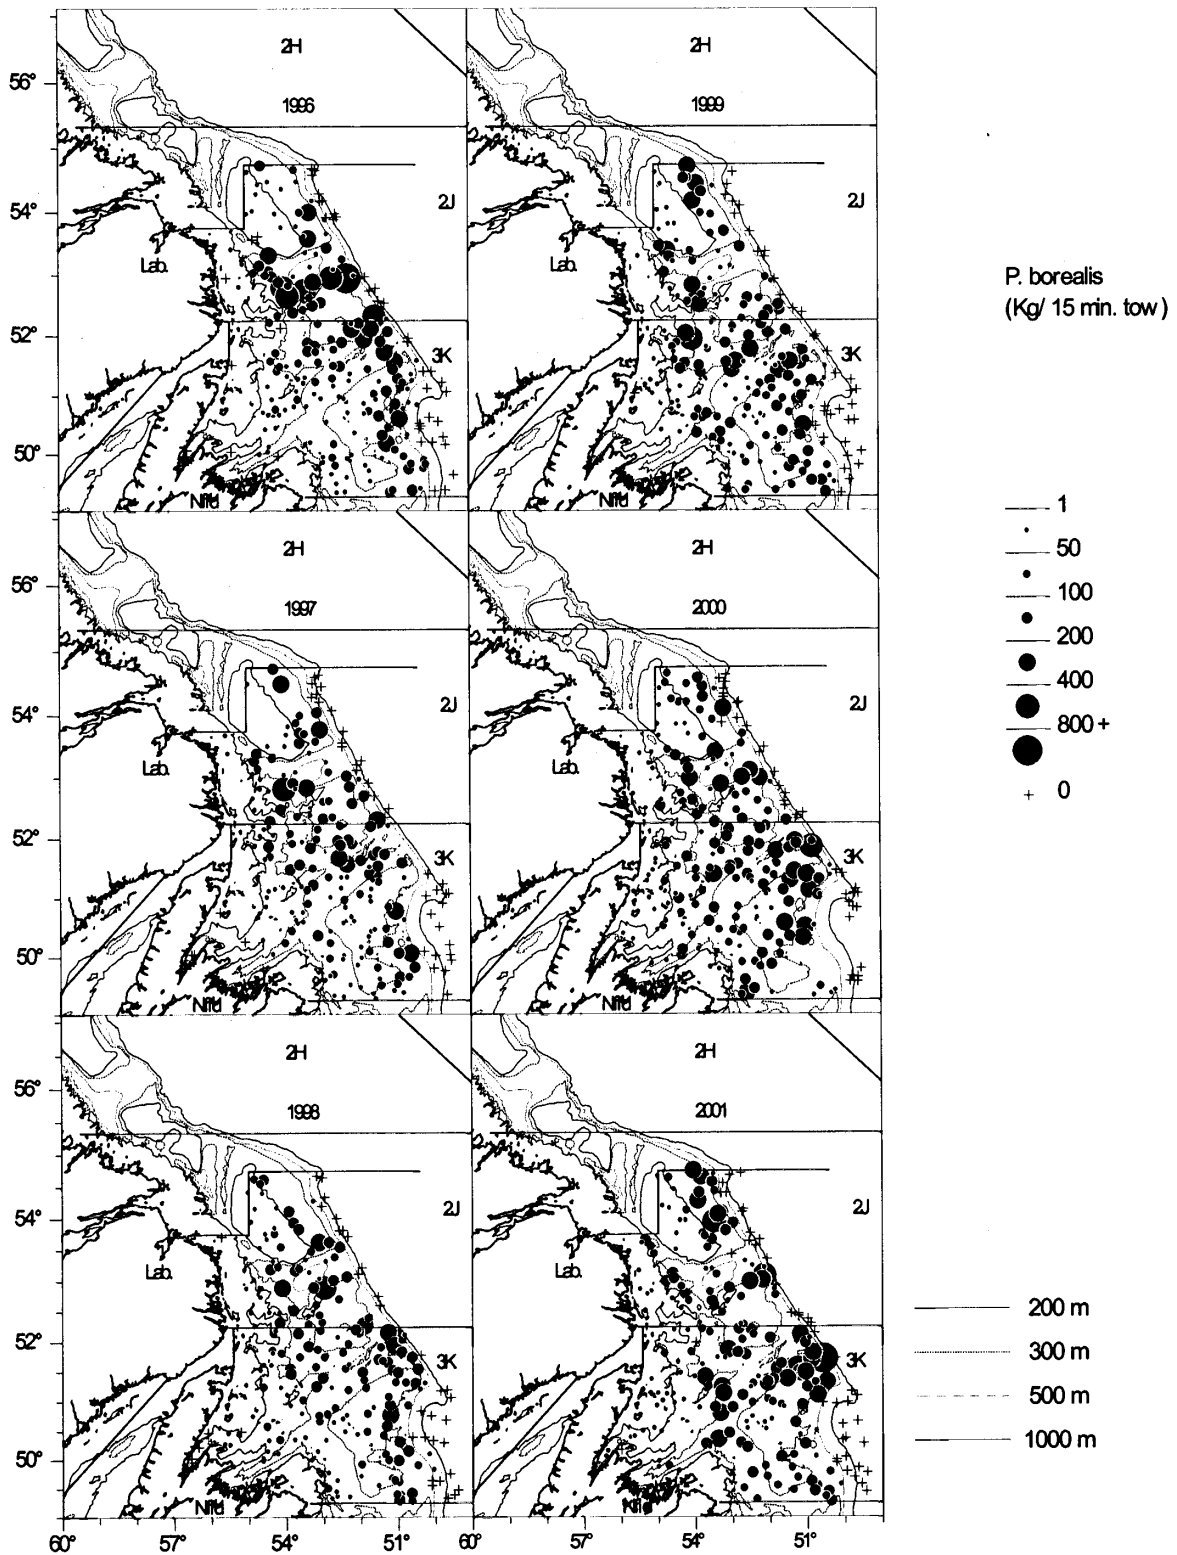 2H
1996
56°
54°
52°
50°
2J
3K
Lab.
Nfld
2H
1999
2J
3K
Lab.
Nfld
P. borealis
(Kg/ 15 min. tow)
1
50
100
200
400
800 +
0
2H
1997
56°
54°
52°
50°
2J
3K
Lab.
Nfld
2H
2000
2J
3K
Lab.
Nfld
2H
1998
56°
54°
52°
50°
2J
3K
Lab.
Nfld
60°
57°
54°
51°
2H
2001
2J
3K
Lab.
Nfld
60°
57°
54°
51°
200 m
300 m
500 m
1000 m